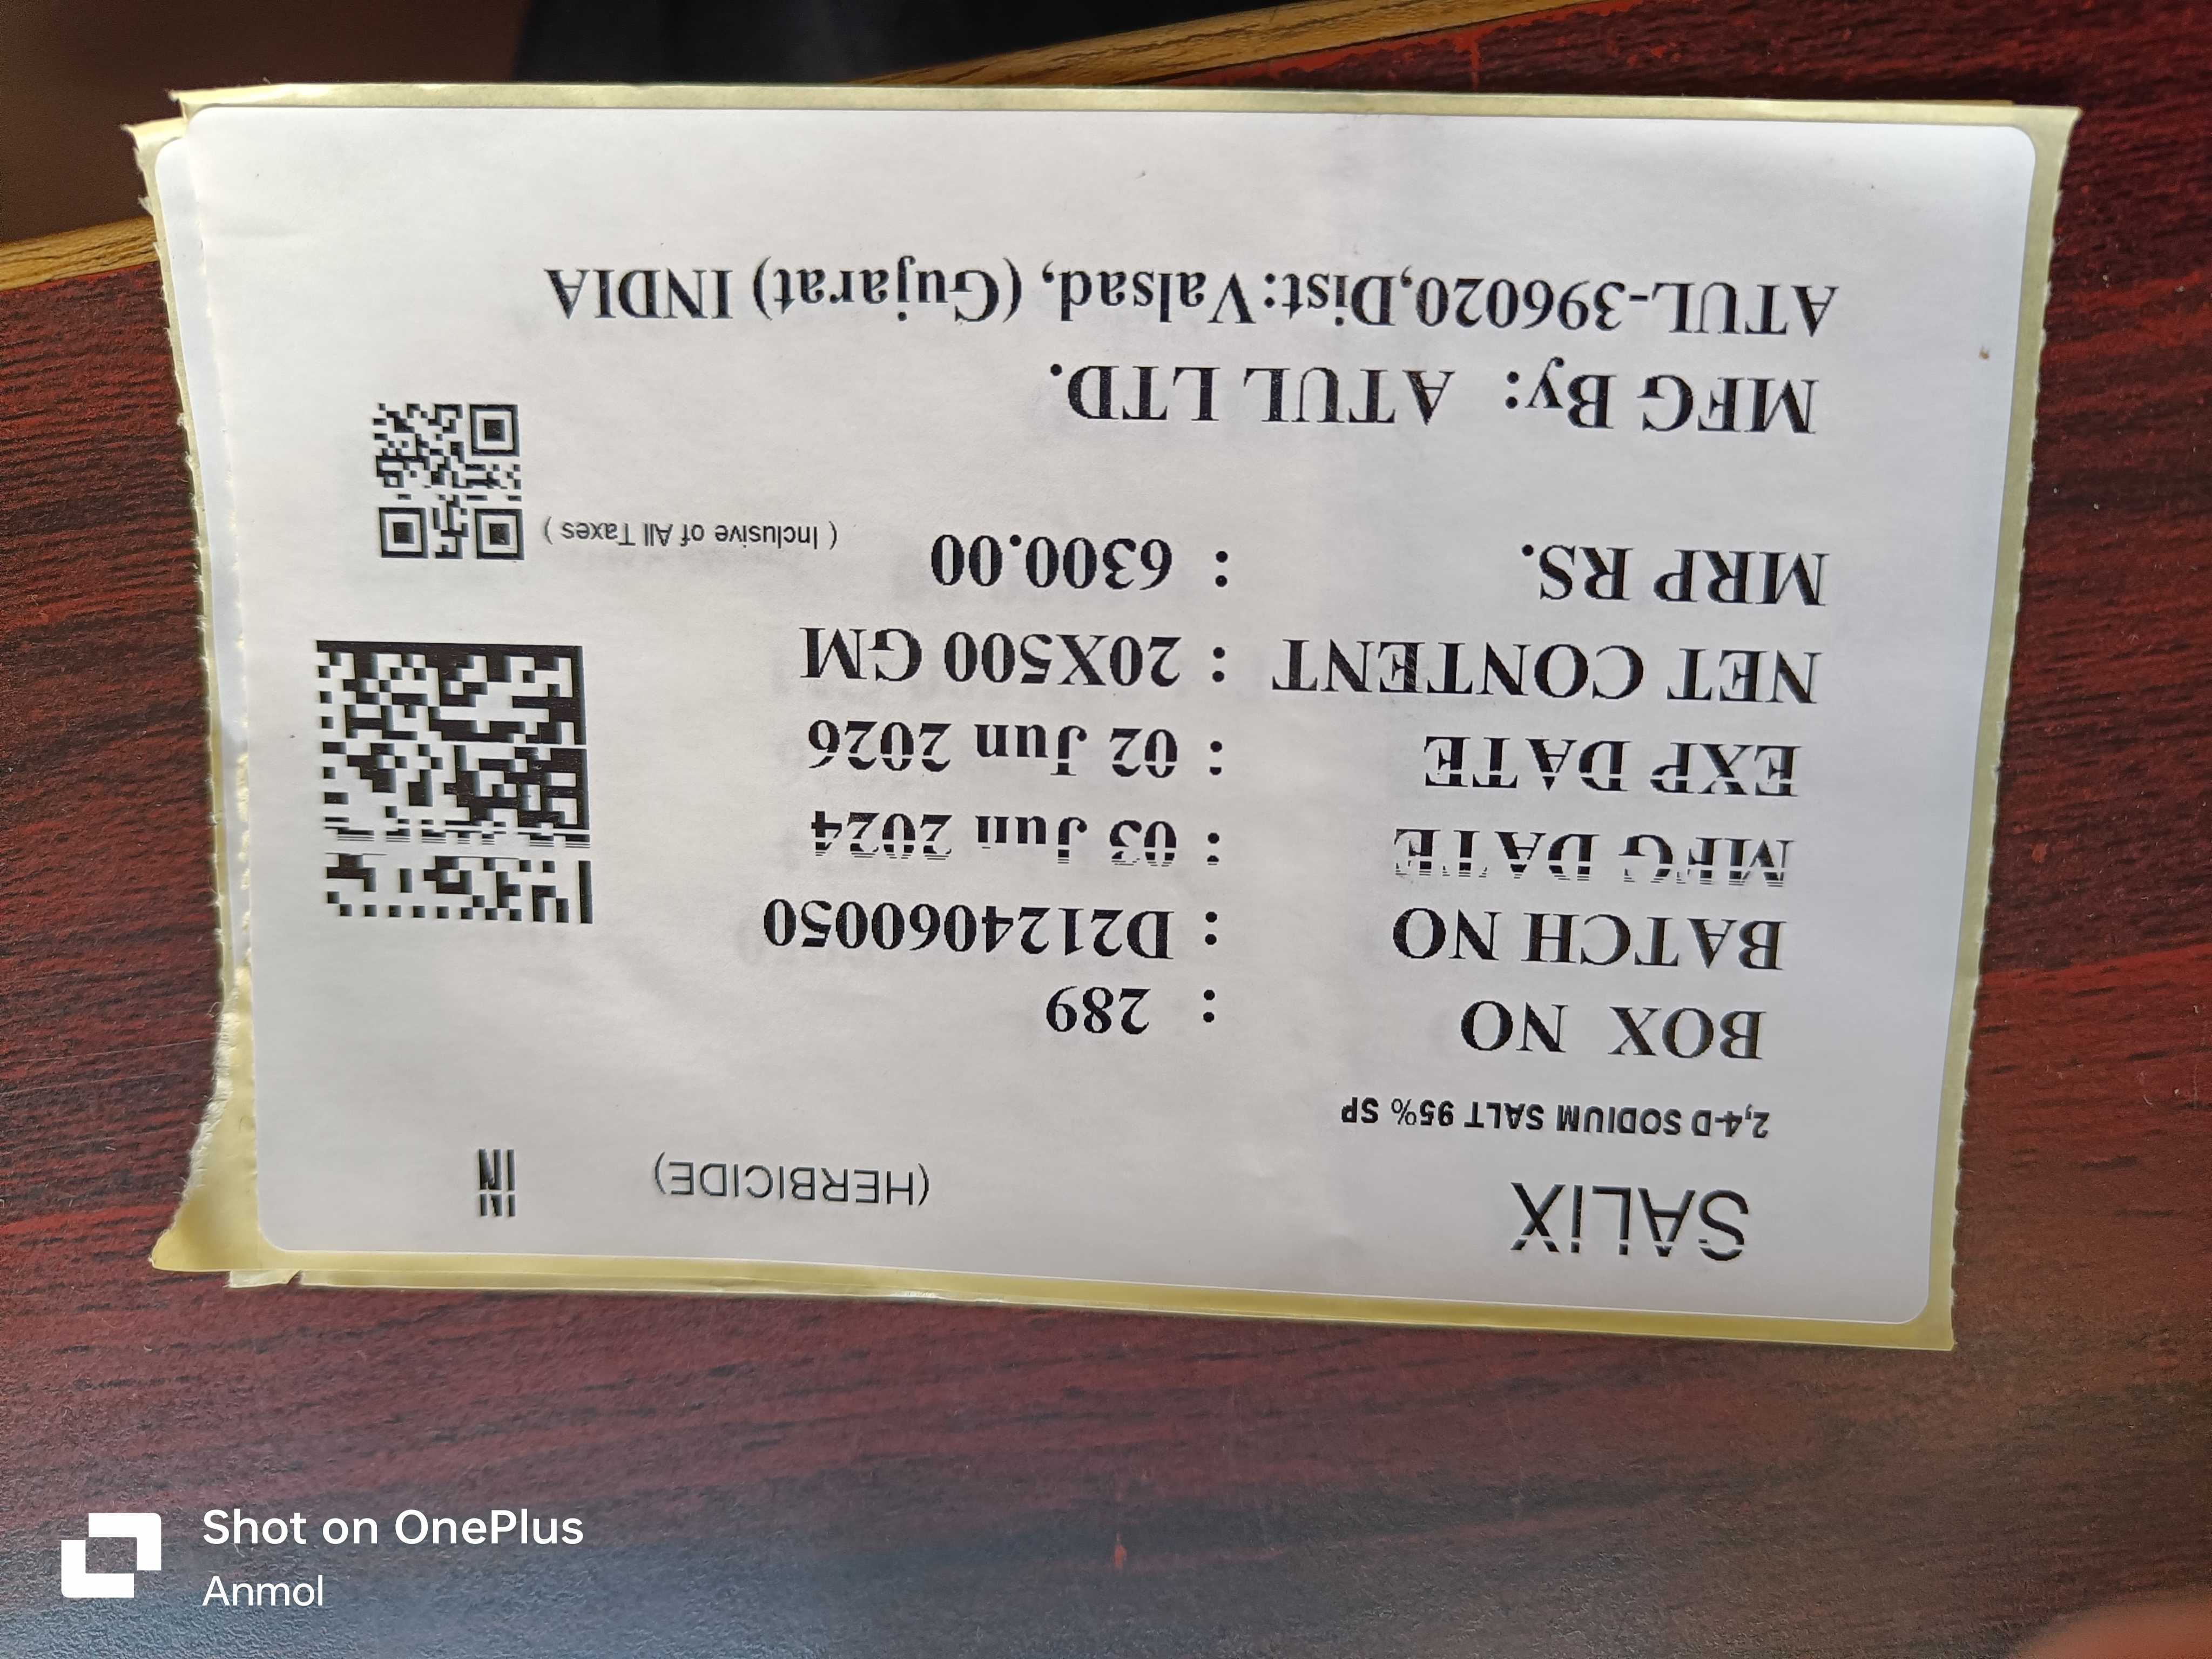 SALiX (HERBICIDE) IN
2,4-D SODIUM SALT 95% SP
BOX NO : 289
BATCH NO : D2124060050
MFG DATE : 03 Jun 2024
EXP DATE : 02 Jun 2026
NET CONTENT : 20X500 GM
MRP RS. : 6300.00 ( Inclusive of All Taxes )
MFG By: ATUL LTD.
ATUL-396020,Dist:Valsad, (Gujarat) INDIA
Shot on OnePlus
Anmol